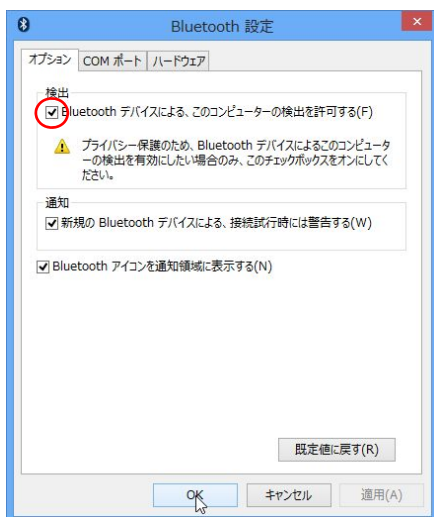 Bluetooth 設定
オプション COM ポート ハードウェア
検出
Bluetooth デバイスによる、このコンピューターの検出を許可する(F)
プライバシー保護のため、Bluetooth デバイスによるこのコンピュータ
ーの検出を有効にしたい場合のみ、このチェックボックスをオンにしてく
ださい。
通知
新規の Bluetooth デバイスによる、接続試行時には警告する(W)
Bluetooth アイコンを通知領域に表示する(N)
既定値に戻す(R)
OK キャンセル 適用(A)